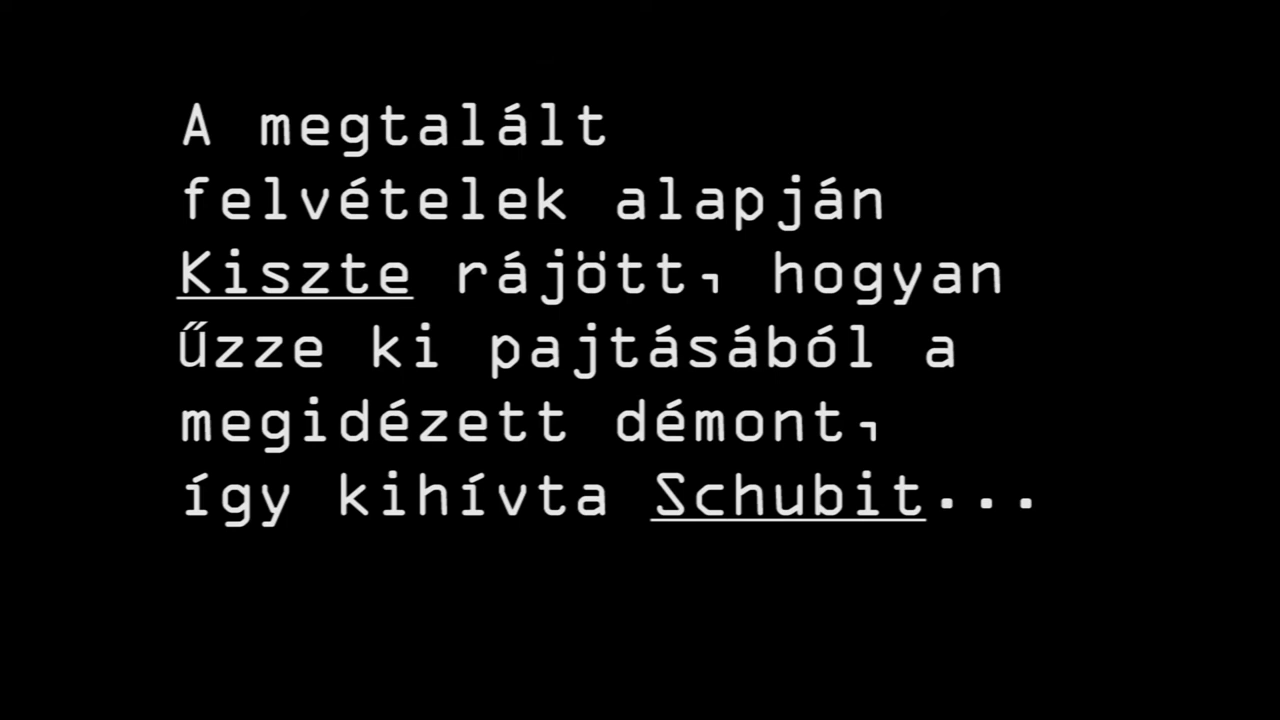 A megtalált
felvételek alapján
Kiszte rájött, hogyan
űzze ki pajtásából a
megidézett démont,
így kihívta Schubit...